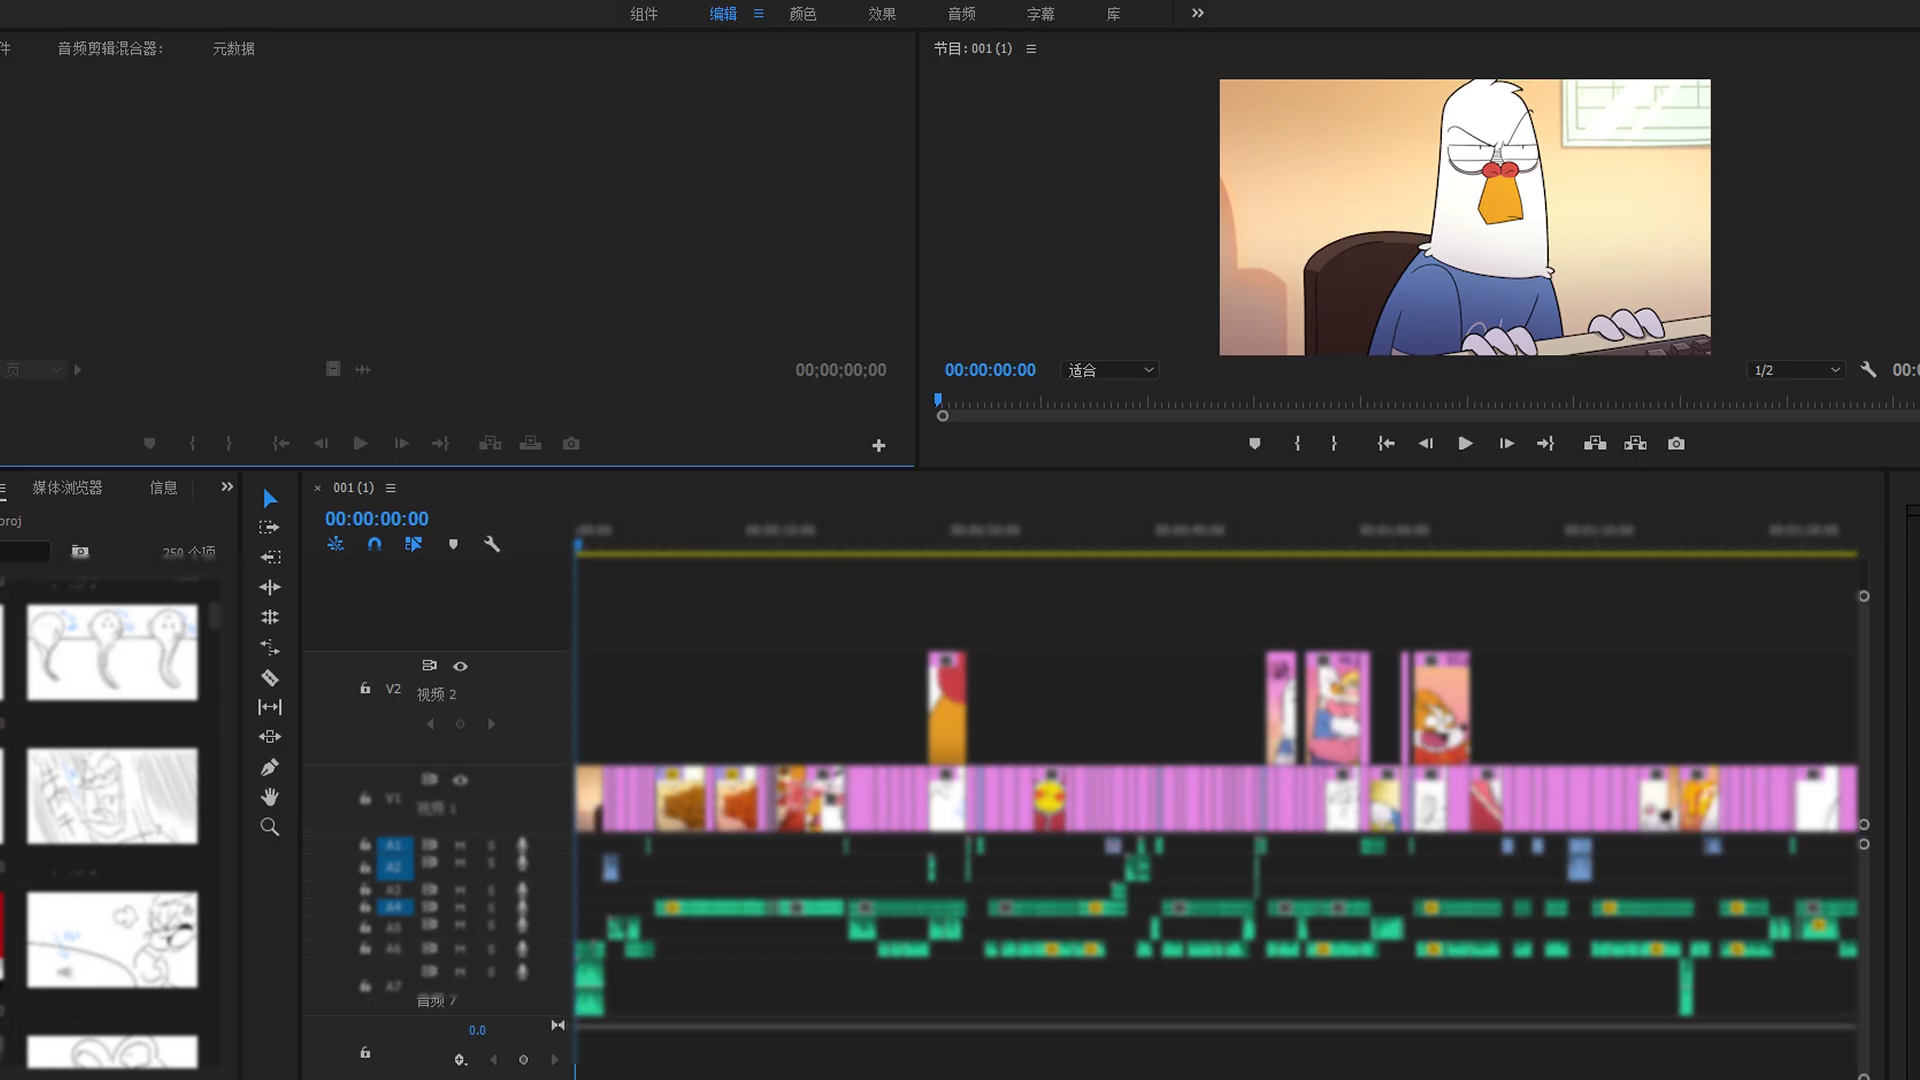 组件 编辑 颜色 效果 音频 字幕 库
件 音频剪辑混合器: 元数据
节目: 001 (1)
页
00;00;00;00
00:00:00:00 适合
1/2
00:
媒体浏览器 信息
proj
250 个项
× 001 (1)
00:00:00:00
V2 视频 2
V1 视频 1
A1 M S
A2 M S
A3 M S
A4 M S
A5 M S
A6 M S
A7 M S
音频 7
0.0